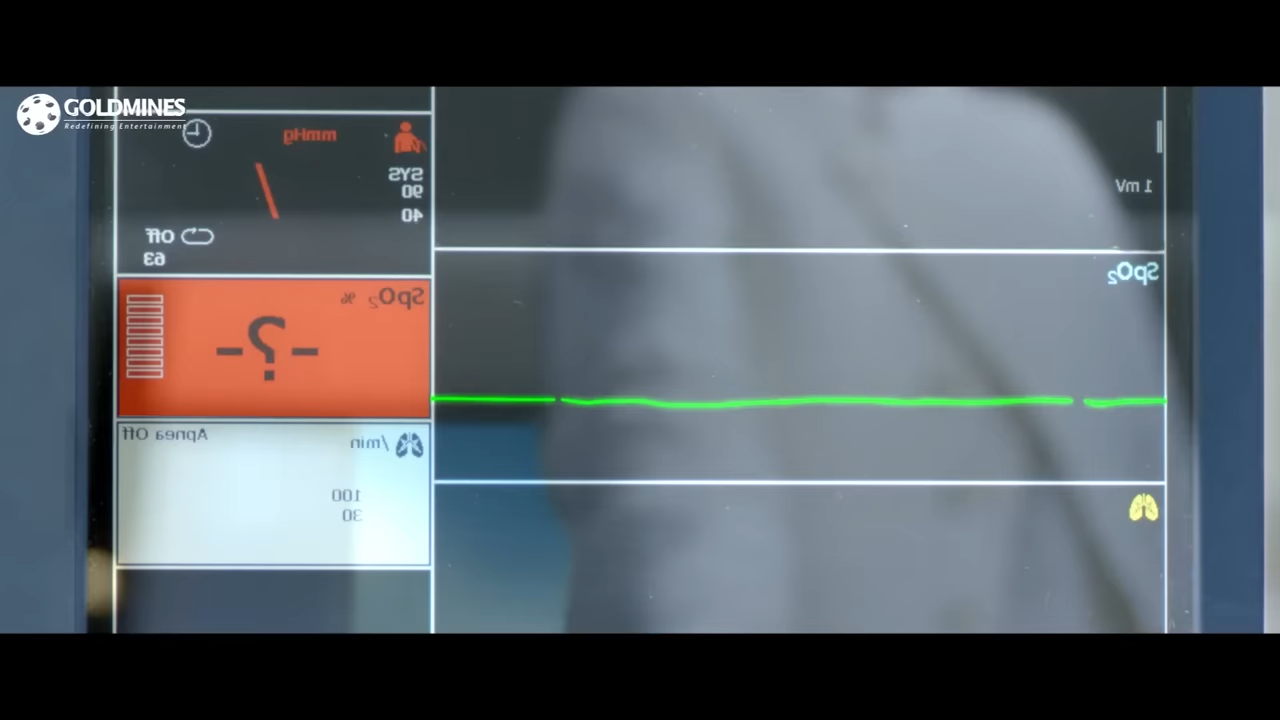 GOLDMINES
Redefining Entertainment
mmHg
SYS
90
40
Off
63
1 mV
SpO₂ %
-?-
SpO₂
Apnea Off
/min
100
30